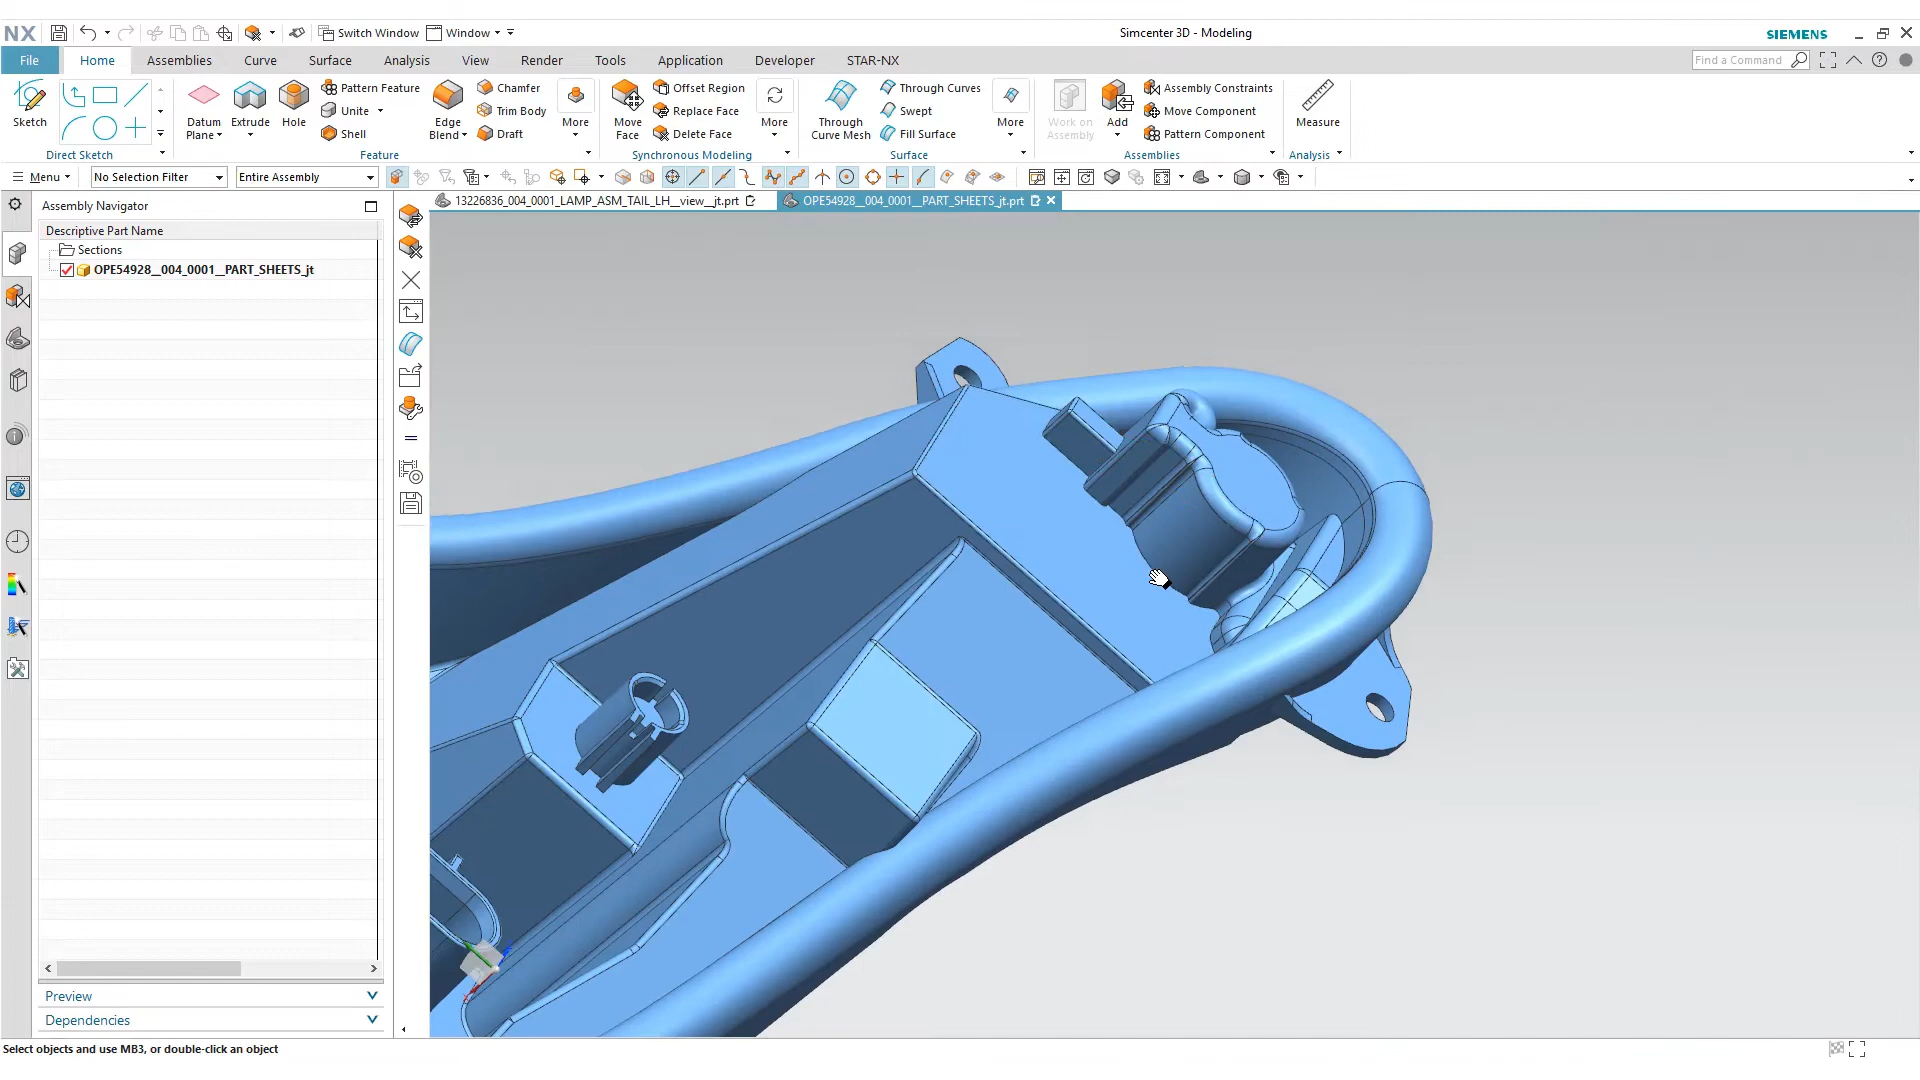 NX
Switch Window
Window
Simcenter 3D - Modeling
SIEMENS
File
Home
Assemblies
Curve
Surface
Analysis
View
Render
Tools
Application
Developer
STAR-NX
Find a Command
Sketch
Direct Sketch
Datum
Plane
Extrude
Hole
Pattern Feature
Unite
Shell
Edge
Blend
Chamfer
Trim Body
Draft
More
Feature
Move
Face
Offset Region
Replace Face
Delete Face
More
Synchronous Modeling
Through
Curve Mesh
Through Curves
Swept
Fill Surface
More
Surface
Work on
Assembly
Add
Assembly Constraints
Move Component
Pattern Component
Assemblies
Measure
Analysis
Menu
No Selection Filter
Entire Assembly
Assembly Navigator
13226836_004_0001_LAMP_ASM_TAIL_LH__view__jt.prt
OPE54928__004_0001__PART_SHEETS_jt.prt
Descriptive Part Name
Sections
OPE54928__004_0001__PART_SHEETS_jt
Preview
Dependencies
Select objects and use MB3, or double-click an object